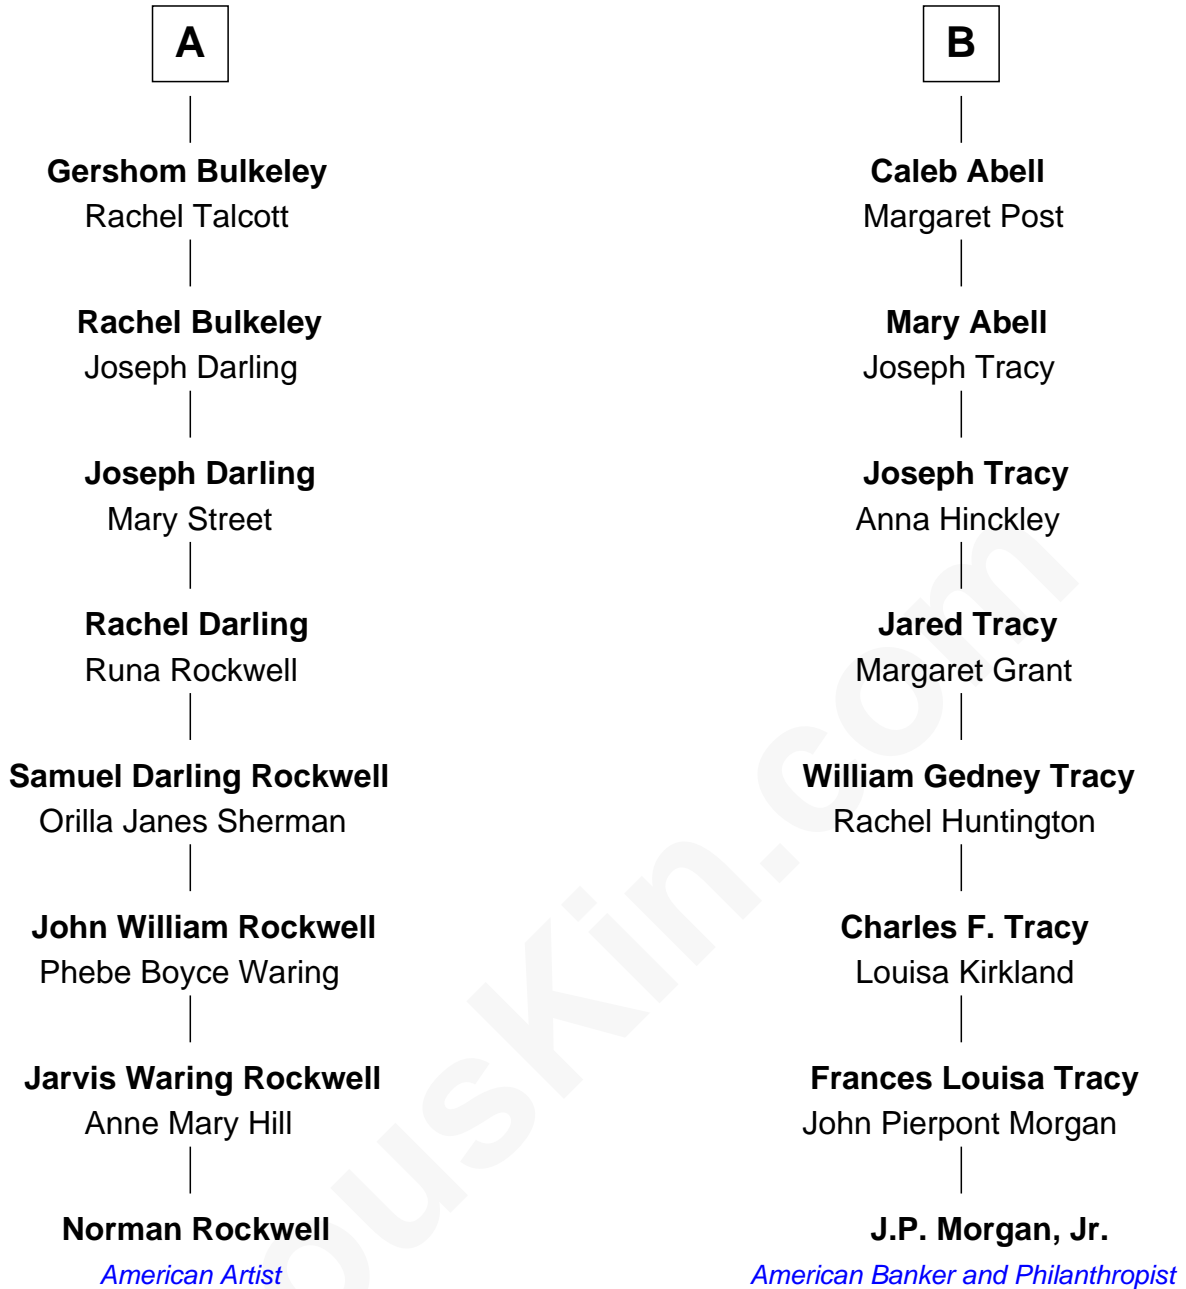 A
Gershom Bulkeley
Rachel Talcott
Rachel Bulkeley
Joseph Darling
Joseph Darling
Mary Street
Rachel Darling
Runa Rockwell
Samuel Darling Rockwell
Orilla Janes Sherman
John William Rockwell
Phebe Boyce Waring
Jarvis Waring Rockwell
Anne Mary Hill
Norman Rockwell
American Artist
B
Caleb Abell
Margaret Post
Mary Abell
Joseph Tracy
Joseph Tracy
Anna Hinckley
Jared Tracy
Margaret Grant
William Gedney Tracy
Rachel Huntington
Charles F. Tracy
Louisa Kirkland
Frances Louisa Tracy
John Pierpont Morgan
J.P. Morgan, Jr.
American Banker and Philanthropist
ousKin.com